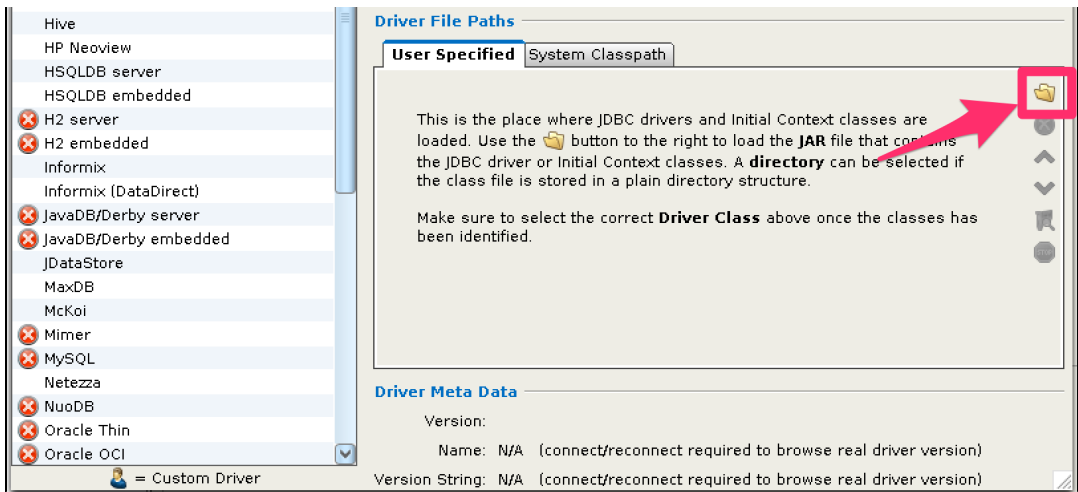 Hive
HP Neoview
HSQLDB server
HSQLDB embedded
H2 server
H2 embedded
Informix
Informix (DataDirect)
JavaDB/Derby server
JavaDB/Derby embedded
JDataStore
MaxDB
McKoi
Mimer
MySQL
Netezza
NuoDB
Oracle Thin
Oracle OCI
= Custom Driver
Driver File Paths
User Specified
System Classpath
This is the place where JDBC drivers and Initial Context classes are
loaded. Use the button to the right to load the JAR file that contains
the JDBC driver or Initial Context classes. A directory can be selected if
the class file is stored in a plain directory structure.
Make sure to select the correct Driver Class above once the classes has
been identified.
Driver Meta Data
Version:
Name: N/A (connect/reconnect required to browse real driver version)
Version String: N/A (connect/reconnect required to browse real driver version)